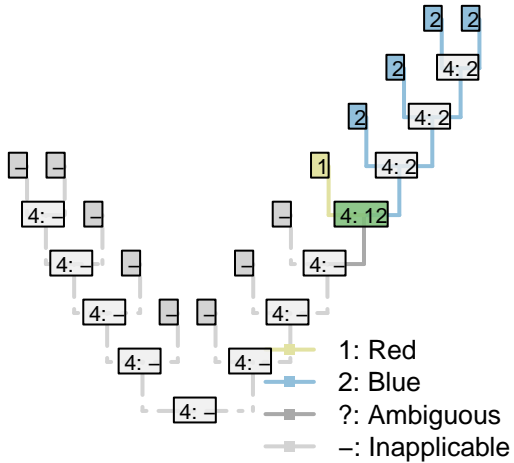 2 2
2 4: 2
2 4: 2
– – 1 4: 2
4: – – – 4: 12
4: – – – 4: –
4: – – – 4: –
4: – 4: – 1: Red
4: – 2: Blue
?: Ambiguous
–: Inapplicable